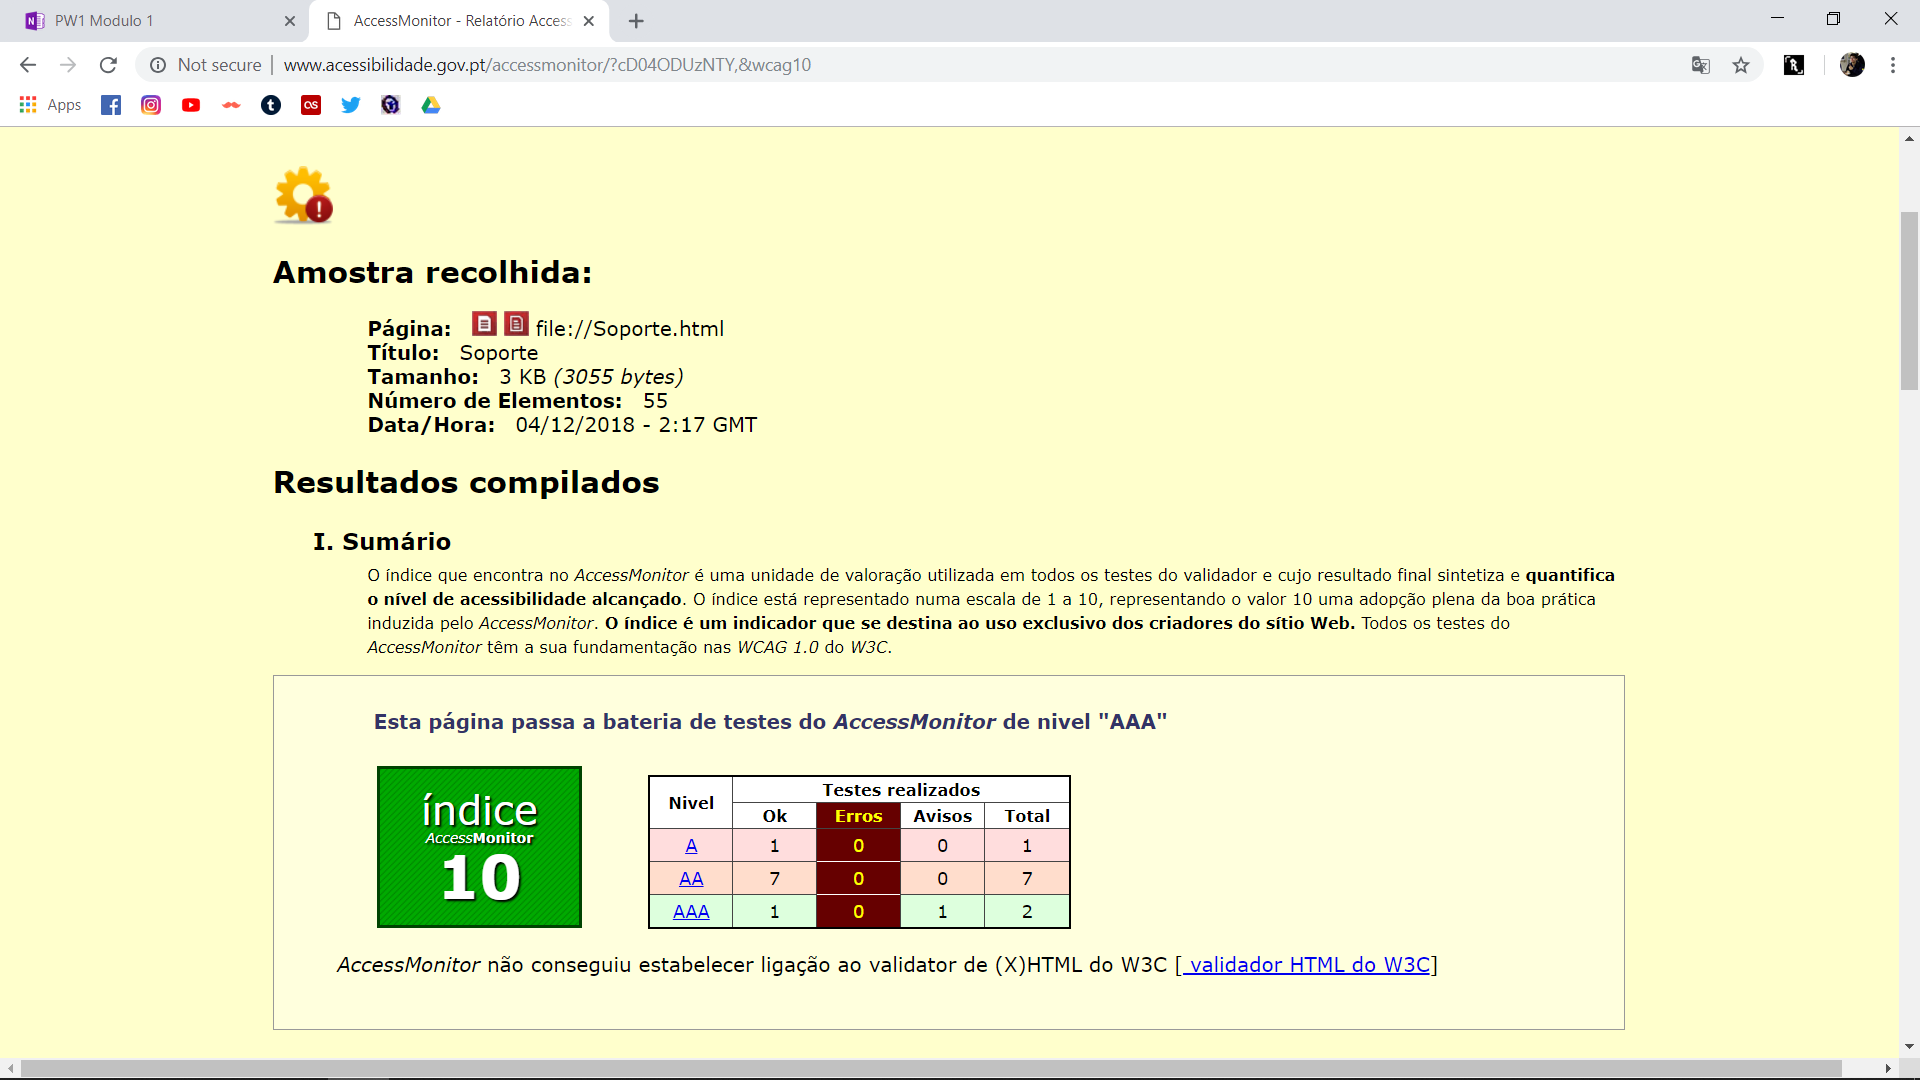 PW1 Modulo 1
AccessMonitor - Relatório Access
Not secure | www.acessibilidade.gov.pt/accessmonitor/?cD04ODUzNTY,&wcag10
Apps
Amostra recolhida:
Página: file://Soporte.html
Título: Soporte
Tamanho: 3 KB (3055 bytes)
Número de Elementos: 55
Data/Hora: 04/12/2018 - 2:17 GMT
Resultados compilados
I. Sumário
O índice que encontra no AccessMonitor é uma unidade de valoração utilizada em todos os testes do validador e cujo resultado final sintetiza e quantifica
o nível de acessibilidade alcançado. O índice está representado numa escala de 1 a 10, representando o valor 10 uma adopção plena da boa prática
induzida pelo AccessMonitor. O índice é um indicador que se destina ao uso exclusivo dos criadores do sítio Web. Todos os testes do
AccessMonitor têm a sua fundamentação nas WCAG 1.0 do W3C.
Esta página passa a bateria de testes do AccessMonitor de nivel "AAA"
índice
AccessMonitor
10
Nivel Testes realizados
Ok Erros Avisos Total
A 1 0 0 1
AA 7 0 0 7
AAA 1 0 1 2
AccessMonitor não conseguiu estabelecer ligação ao validator de (X)HTML do W3C [ validador HTML do W3C]